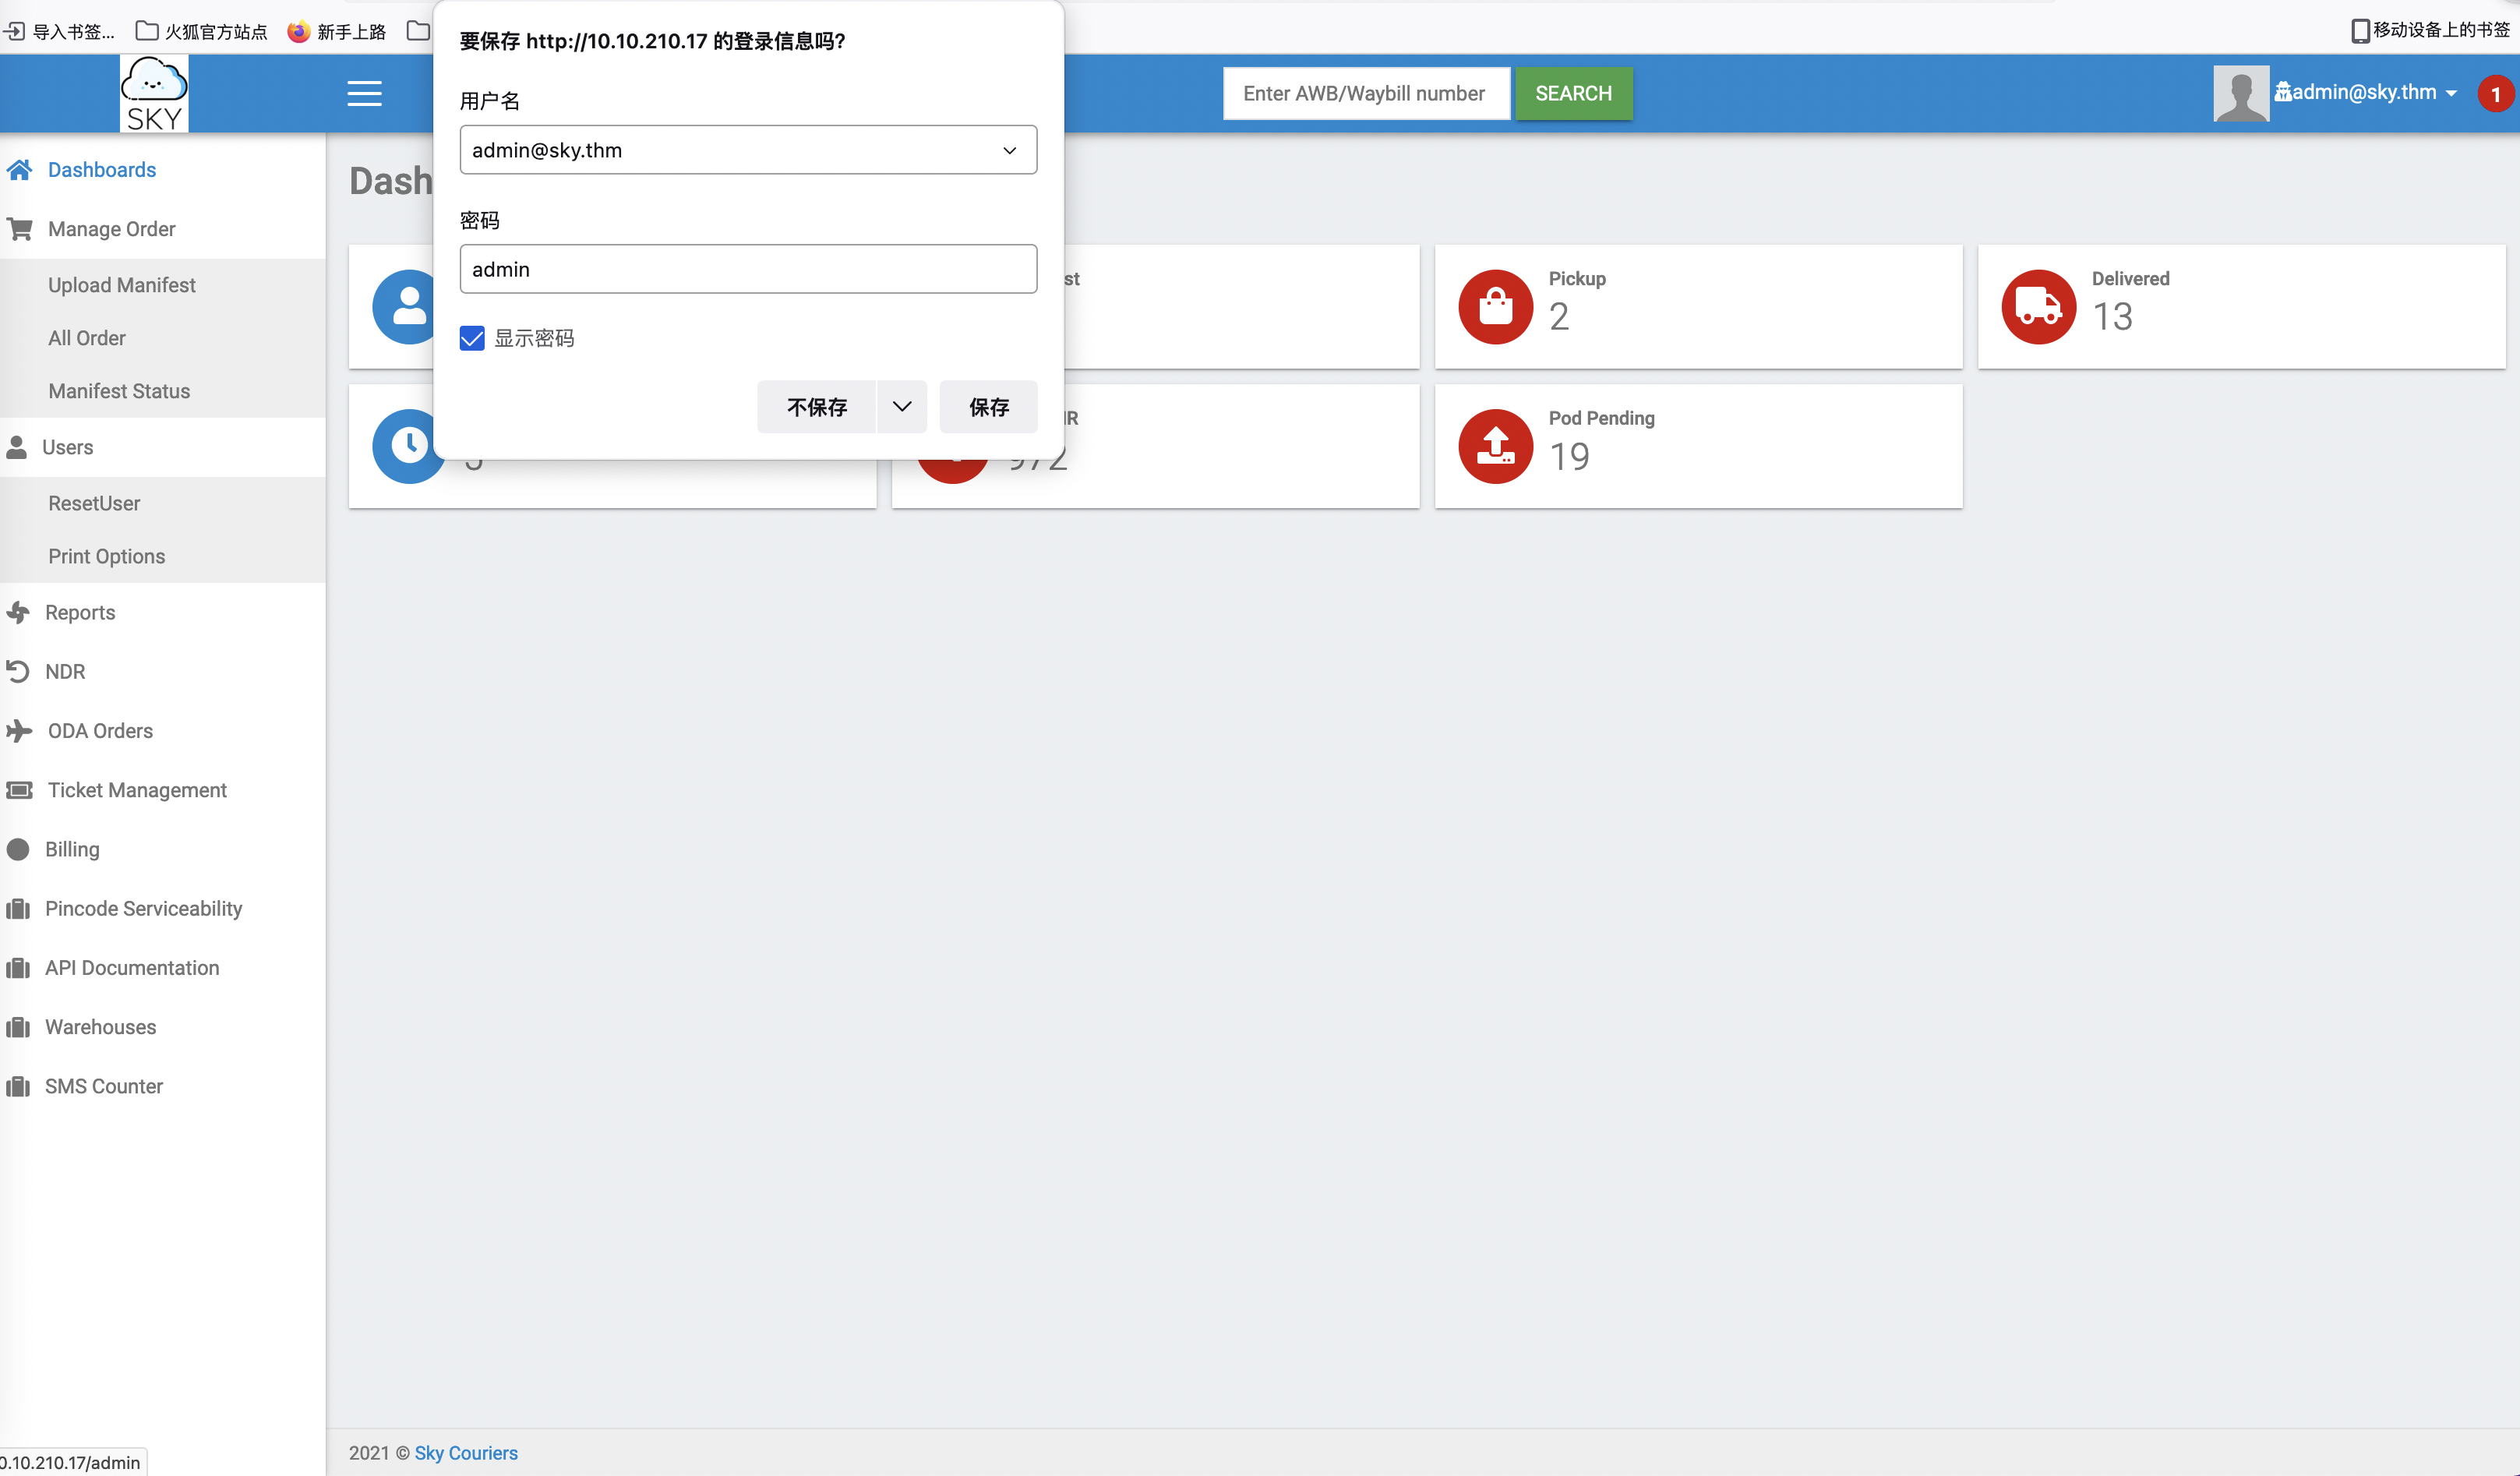 导入书签...
火狐官方站点
新手上路
移动设备上的书签
要保存 http://10.10.210.17 的登录信息吗?
用户名
admin@sky.thm
密码
admin
显示密码
不保存
保存
SKY
Enter AWB/Waybill number
SEARCH
admin@sky.thm
1
Dashboards
Manage Order
Upload Manifest
All Order
Manifest Status
Users
ResetUser
Print Options
Reports
NDR
ODA Orders
Ticket Management
Billing
Pincode Serviceability
API Documentation
Warehouses
SMS Counter
Dash
st
Pickup
2
Delivered
13
972
Pod Pending
19
2021 © Sky Couriers
0.10.210.17/admin